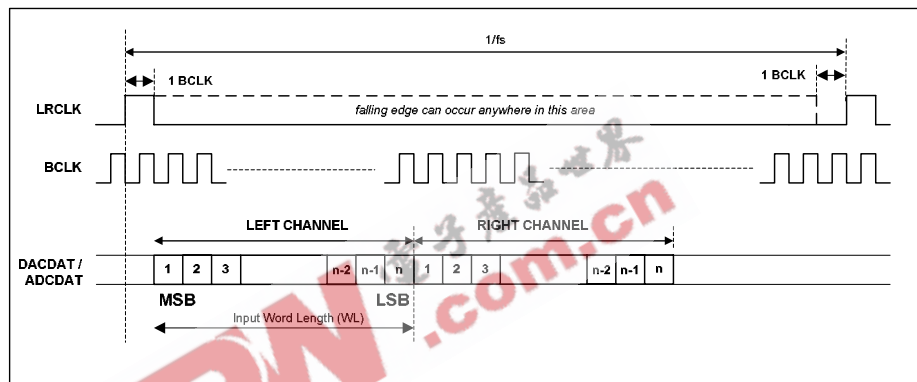 1/fs
1 BCLK
1 BCLK
LRCLK
falling edge can occur anywhere in this area
BCLK
LEFT CHANNEL
RIGHT CHANNEL
DACDAT /
ADCDAT
1 2 3 n-2 n-1 n 1 2 3 n-2 n-1 n
MSB
LSB
Input Word Length (WL)
電子產品世界
.com.cn